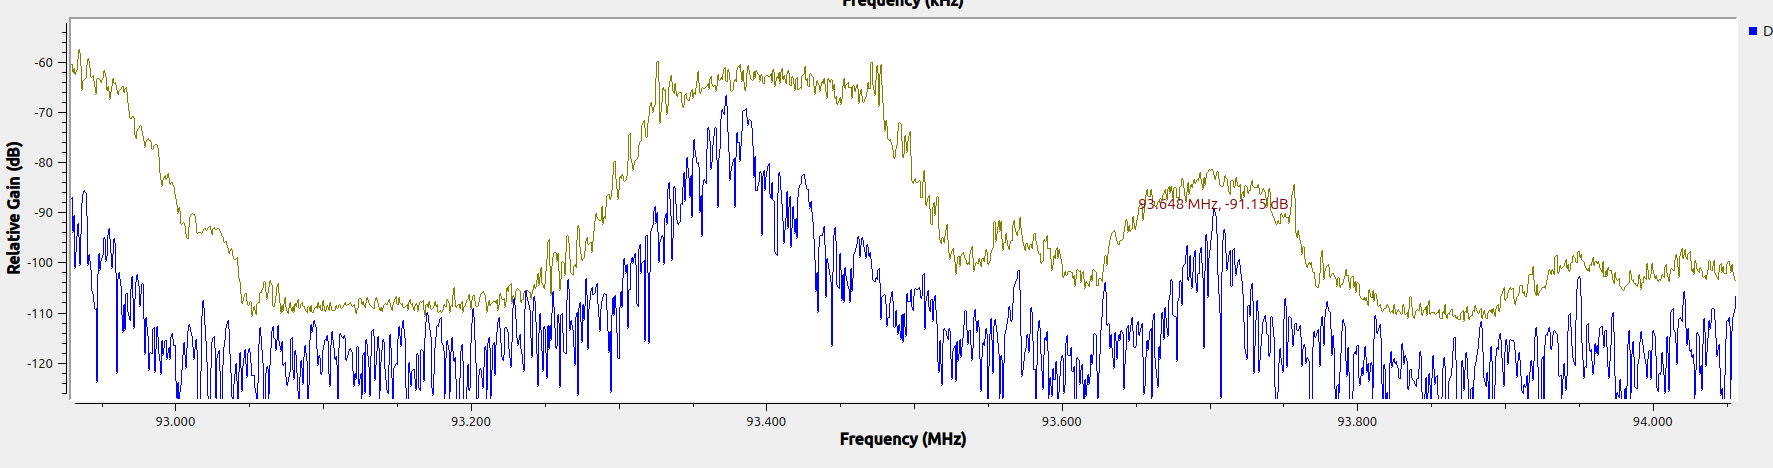 Frequency (kHz)
D
Relative Gain (dB)
-60
-70
-80
-90
-100
-110
-120
93.648 MHz, -91.15 dB
93.000
93.200
93.400
93.600
93.800
94.000
Frequency (MHz)